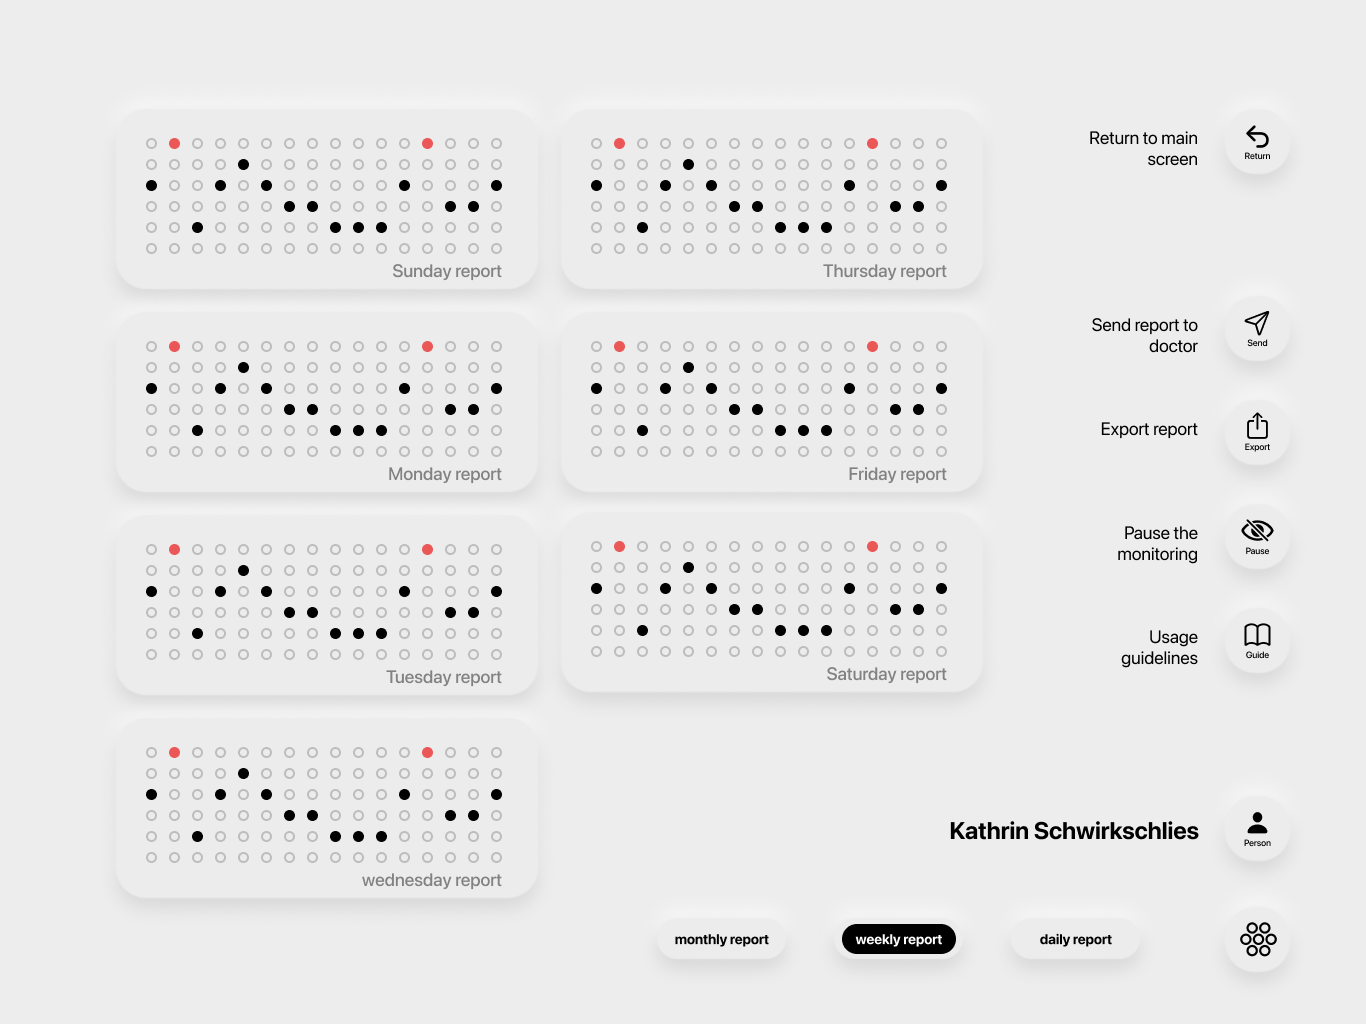 Sunday report
Thursday report
Monday report
Friday report
Tuesday report
Saturday report
wednesday report
Return to main
screen
Return
Send report to
doctor
Send
Export report
Export
Pause the
monitoring
Pause
Usage
guidelines
Guide
Kathrin Schwirkschlies
Person
monthly report
weekly report
daily report